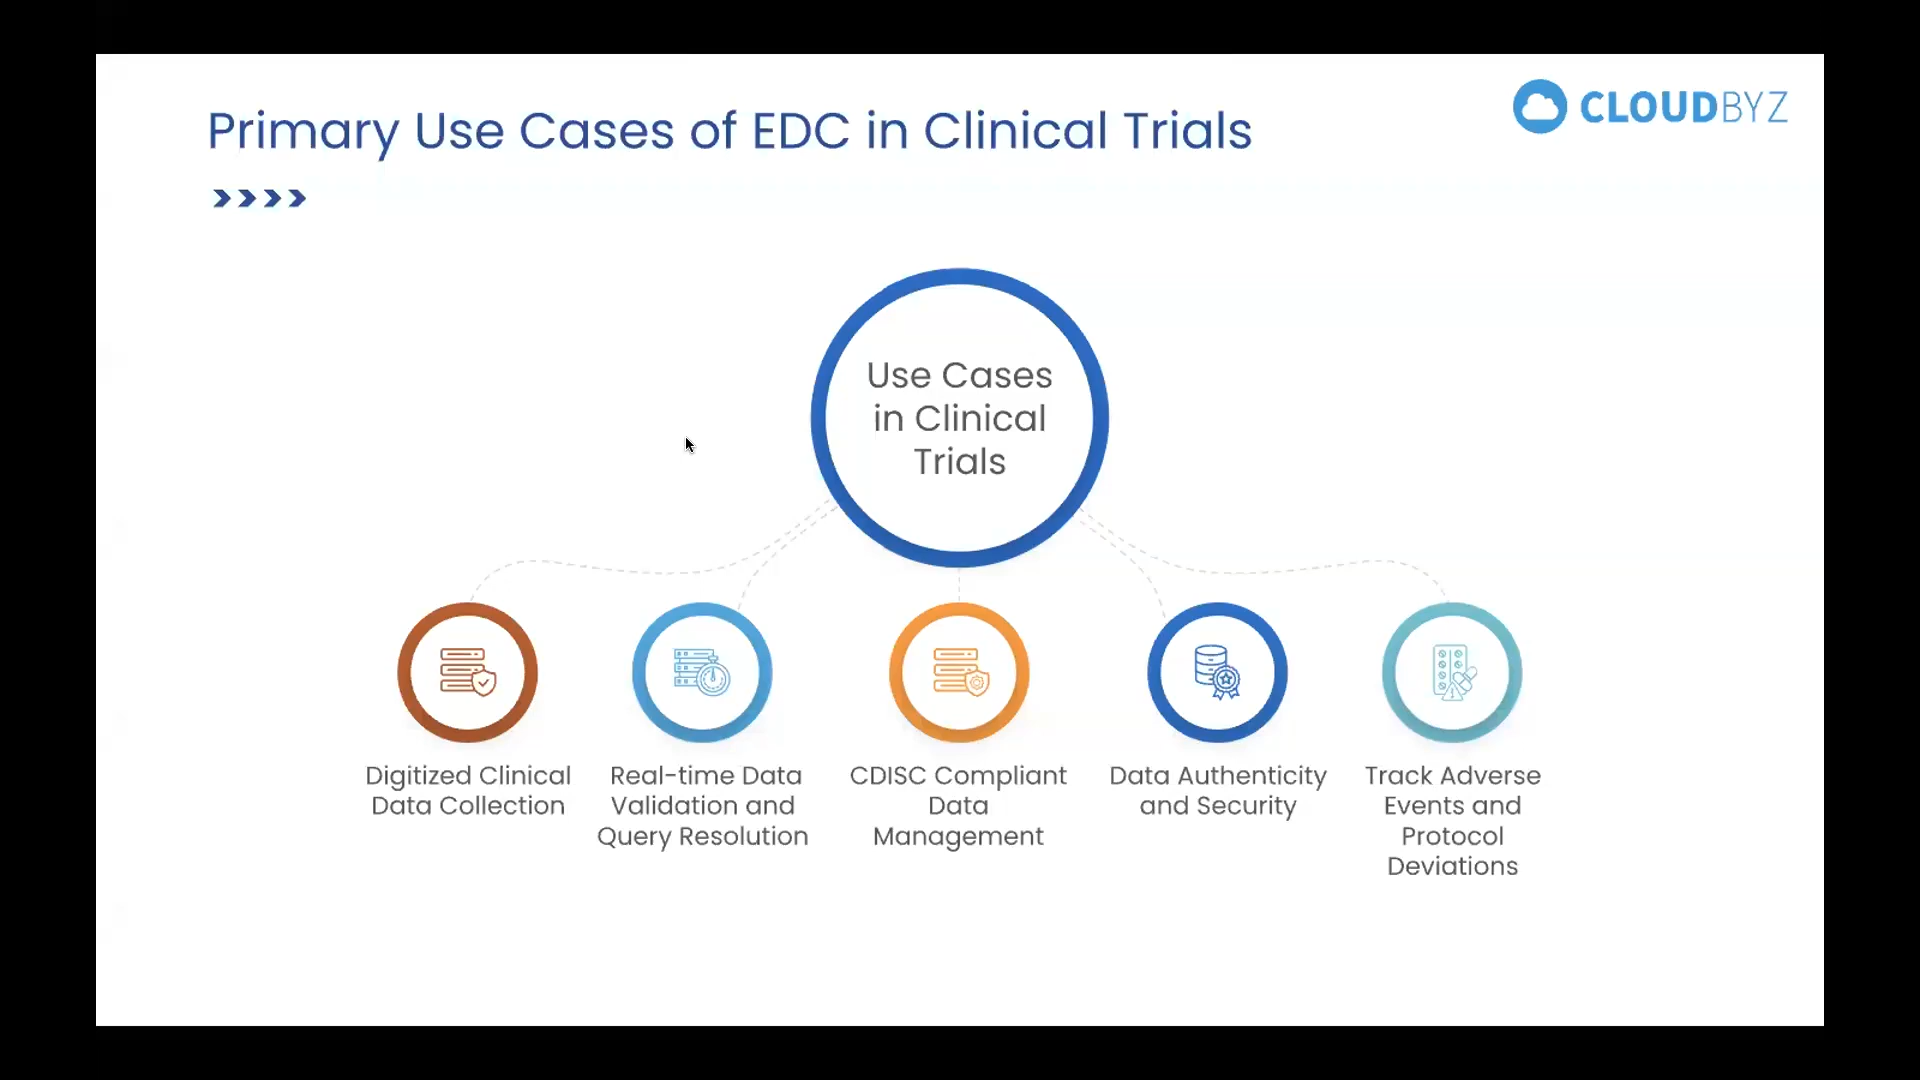 Primary Use Cases of EDC in Clinical Trials
CLOUDBYZ
Use Cases
in Clinical
Trials
Digitized Clinical
Data Collection
Real-time Data
Validation and
Query Resolution
CDISC Compliant
Data
Management
Data Authenticity
and Security
Track Adverse
Events and
Protocol
Deviations